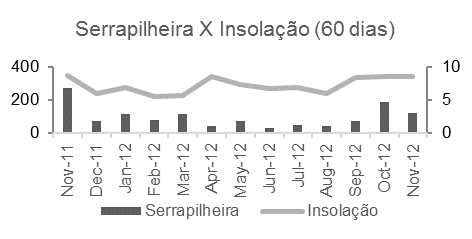 Serrapilheira X Insolação (60 dias)
400 10
200 5
0 0
Nov-11 Dec-11 Jan-12 Feb-12 Mar-12 Apr-12 May-12 Jun-12 Jul-12 Aug-12 Sep-12 Oct-12 Nov-12
Serrapilheira Insolação